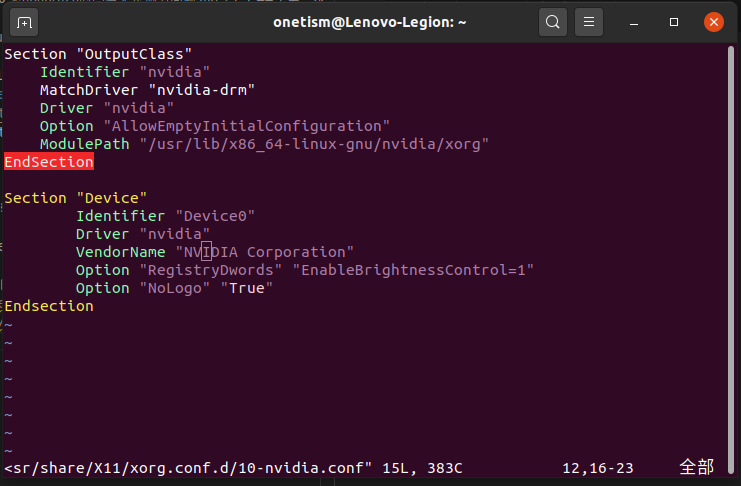 onetism@Lenovo-Legion: ~
Section "OutputClass"
    Identifier "nvidia"
    MatchDriver "nvidia-drm"
    Driver "nvidia"
    Option "AllowEmptyInitialConfiguration"
    ModulePath "/usr/lib/x86_64-linux-gnu/nvidia/xorg"
EndSection

Section "Device"
        Identifier "Device0"
        Driver "nvidia"
        VendorName "NVIDIA Corporation"
        Option "RegistryDwords" "EnableBrightnessControl=1"
        Option "NoLogo" "True"
Endsection
~
~
~
~
~
~
~
~
<sr/share/X11/xorg.conf.d/10-nvidia.conf" 15L, 383C 12,16-23 全部